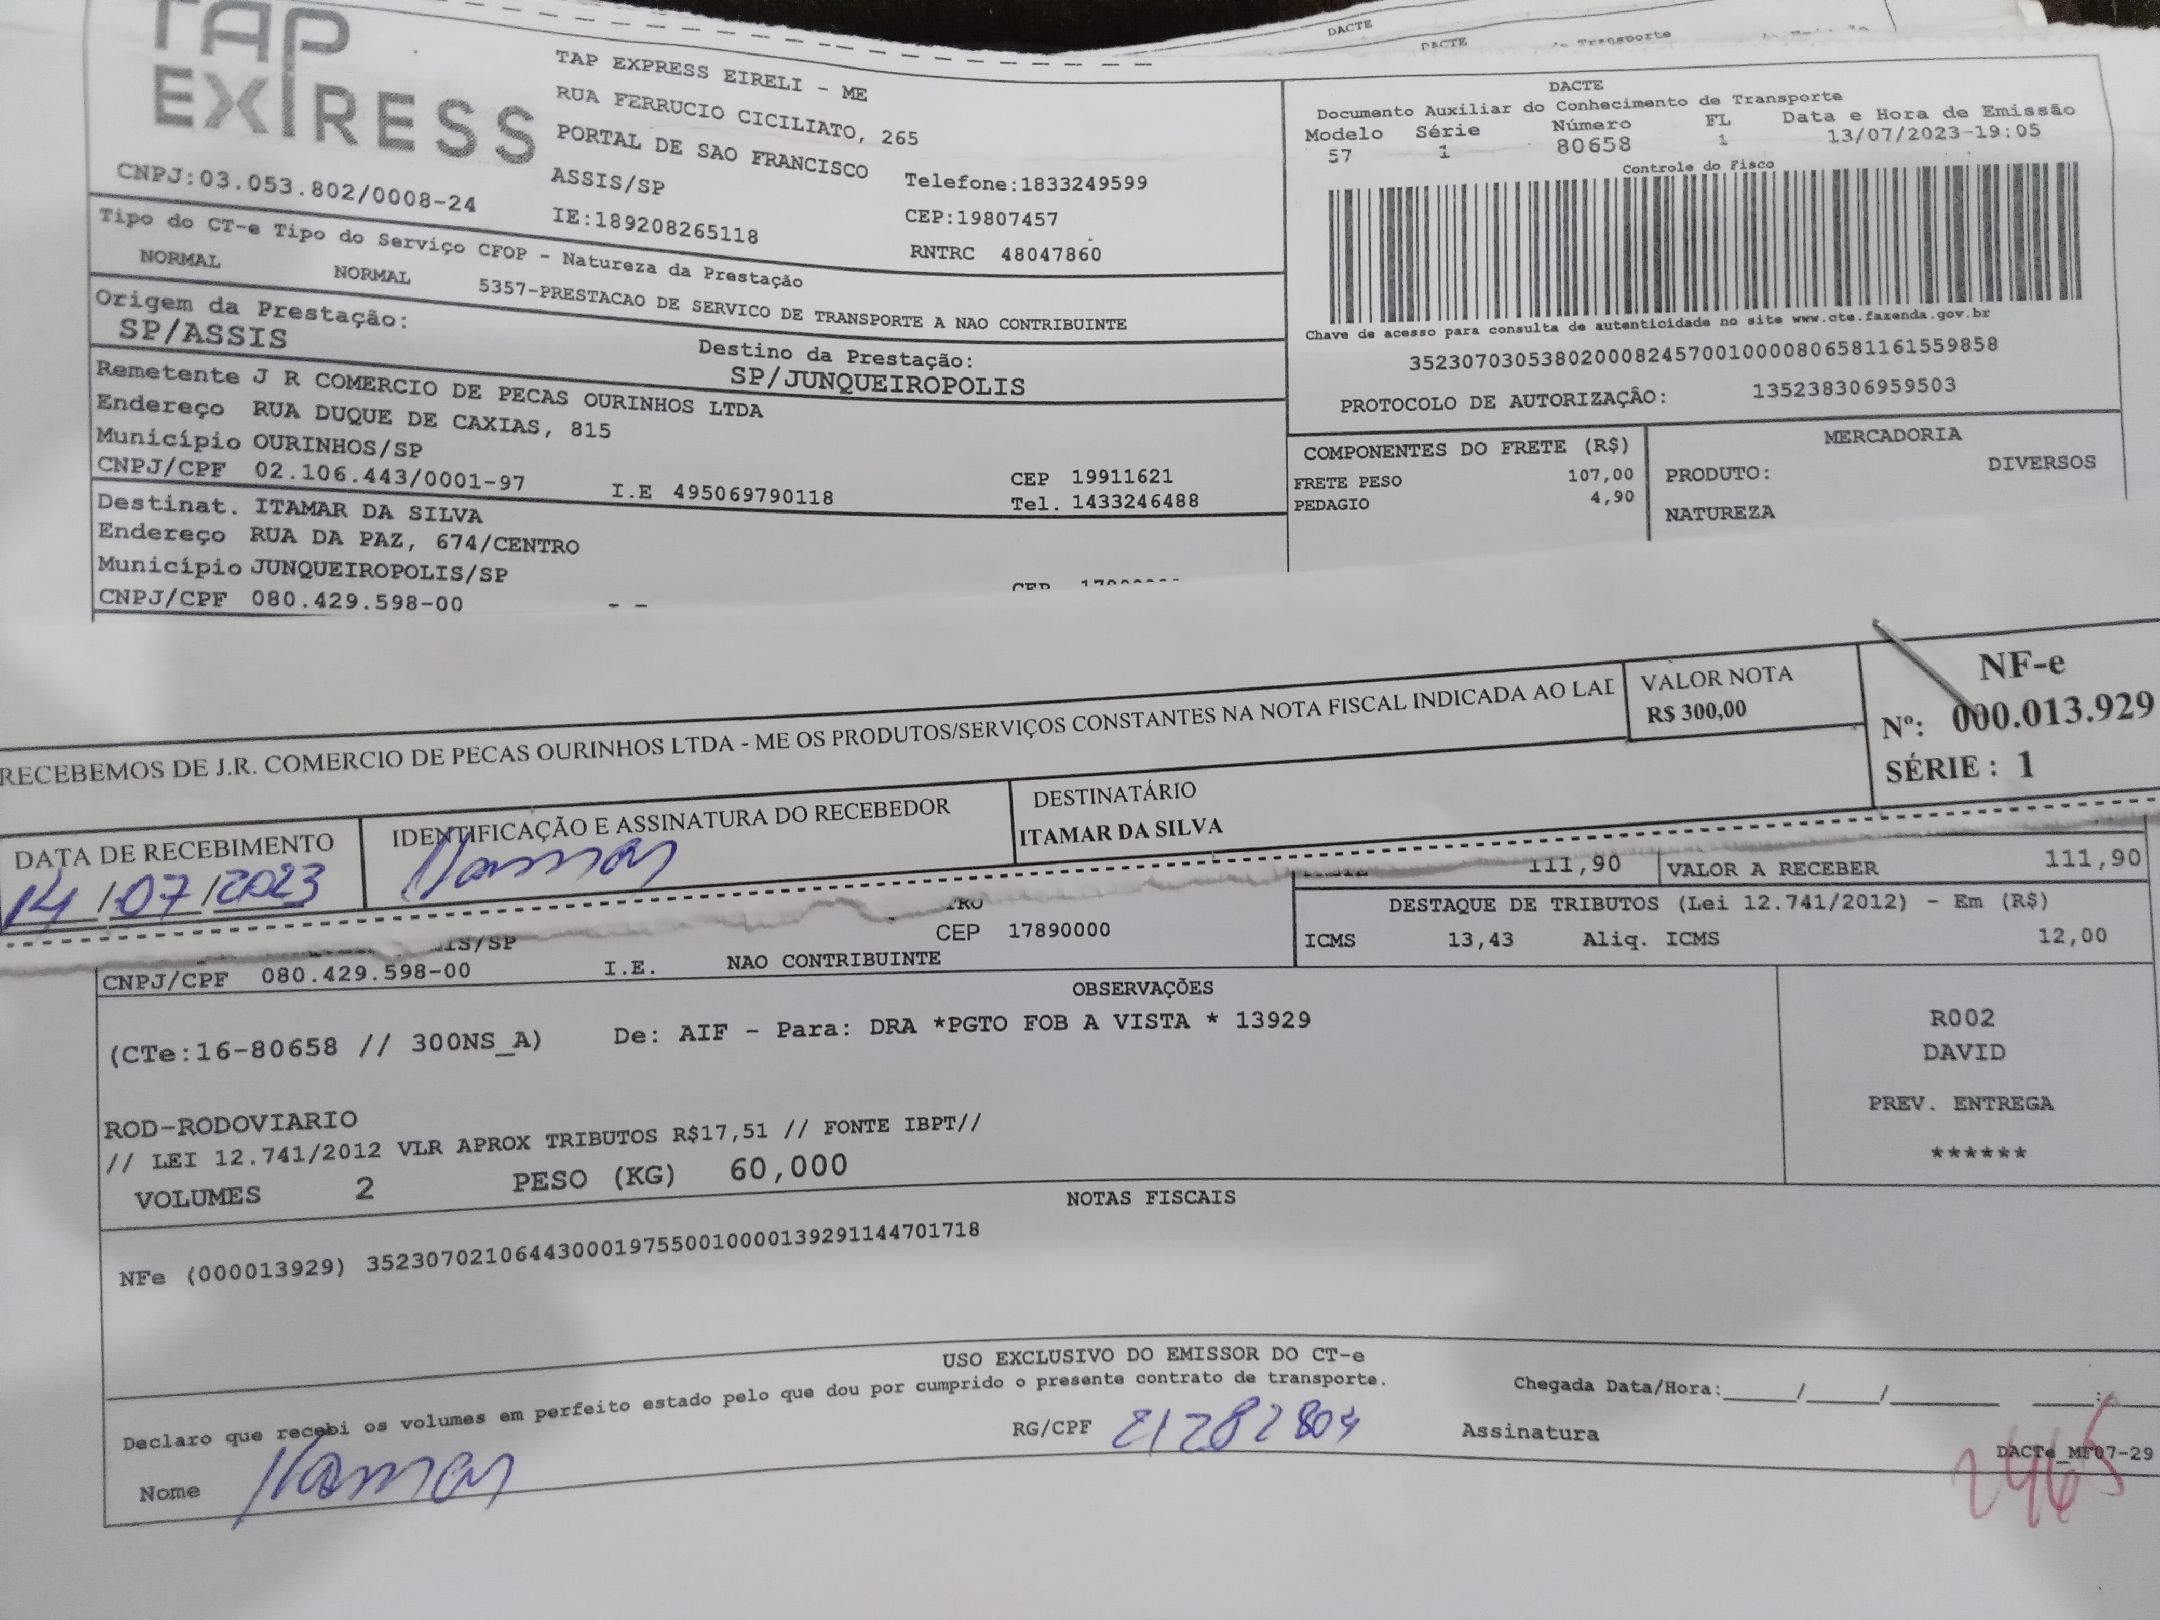 DACTE
DACTE
TAP
EXIRESS
CNPJ:03.053.802/0008-24
TAP EXPRESS EIRELI - ME
RUA FERRUCIO CICILIATO, 265
PORTAL DE SAO FRANCISCO
ASSIS/SP
IE:189208265118
Telefone:1833249599
CEP:19807457
RNTRC 48047860
DACTE
Documento Auxiliar do Conhecimento de Transporte
Modelo Série Número FL Data e Hora de Emissão
57 1 80658 1 13/07/2023-19:05
Controle do Fisco
Chave de acesso para consulta de autenticidade no site www.cte.fazenda.gov.br
35230703053802000824570010000806581161559858
PROTOCOLO DE AUTORIZAÇÃO: 135238306959503
Tipo do CT-e Tipo do Serviço CFOP - Natureza da Prestação
NORMAL NORMAL 5357-PRESTACAO DE SERVICO DE TRANSPORTE A NAO CONTRIBUINTE
Origem da Prestação:
SP/ASSIS
Destino da Prestação:
SP/JUNQUEIROPOLIS
Remetente J R COMERCIO DE PECAS OURINHOS LTDA
Endereço RUA DUQUE DE CAXIAS, 815
Município OURINHOS/SP CEP 19911621
CNPJ/CPF 02.106.443/0001-97 I.E 495069790118 Tel. 1433246488
Destinat. ITAMAR DA SILVA
Endereço RUA DA PAZ, 674/CENTRO
Município JUNQUEIROPOLIS/SP
CNPJ/CPF 080.429.598-00
COMPONENTES DO FRETE (R$)
FRETE PESO 107,00
PEDAGIO 4,90
MERCADORIA
PRODUTO: DIVERSOS
NATUREZA
RECEBEMOS DE J.R. COMERCIO DE PECAS OURINHOS LTDA - ME OS PRODUTOS/SERVIÇOS CONSTANTES NA NOTA FISCAL INDICADA AO LAD
VALOR NOTA
R$ 300,00
NF-e
Nº: 000.013.929
SÉRIE : 1
DATA DE RECEBIMENTO
14/07/2023
IDENTIFICAÇÃO E ASSINATURA DO RECEBEDOR
Itamar
DESTINATÁRIO
ITAMAR DA SILVA
111,90 VALOR A RECEBER 111,90
DESTAQUE DE TRIBUTOS (Lei 12.741/2012) - Em (R$)
ICMS 13,43 Aliq. ICMS 12,00
CEP 17890000
CNPJ/CPF 080.429.598-00 I.E. NAO CONTRIBUINTE
OBSERVAÇÕES
(CTe:16-80658 // 300NS_A) De: AIF - Para: DRA *PGTO FOB A VISTA * 13929
R002
DAVID
PREV. ENTREGA
******
ROD-RODOVIARIO
// LEI 12.741/2012 VLR APROX TRIBUTOS R$17,51 // FONTE IBPT//
VOLUMES 2 PESO (KG) 60,000
NOTAS FISCAIS
NFe (000013929) 35230702106443000197550010000139291144701718
USO EXCLUSIVO DO EMISSOR DO CT-e
Declaro que recebi os volumes em perfeito estado pelo que dou por cumprido o presente contrato de transporte.
Chegada Data/Hora:____/____/______ ___:
Nome Itamar
RG/CPF 21282804
Assinatura
DACTe_MF07-29